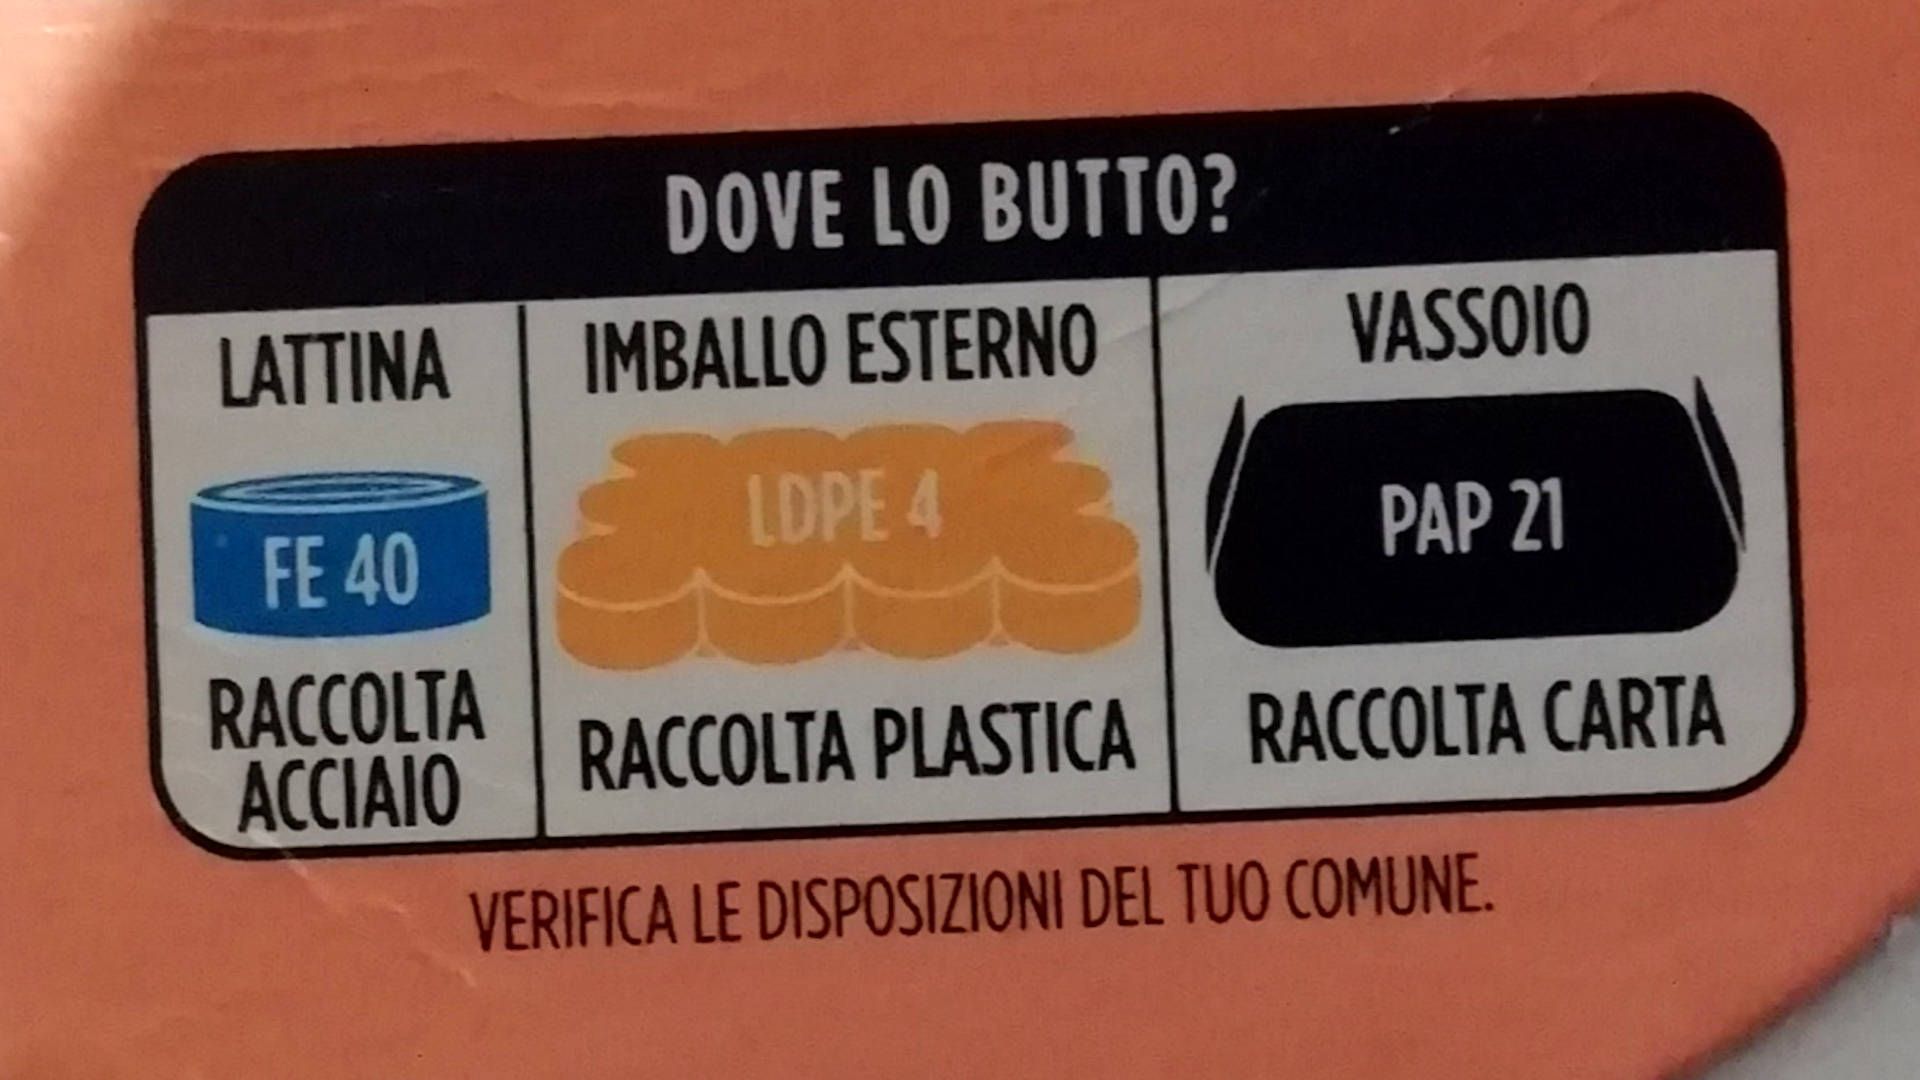 DOVE LO BUTTO?
LATTINA
FE 40
RACCOLTA
ACCIAIO
IMBALLO ESTERNO
LDPE 4
RACCOLTA PLASTICA
VASSOIO
PAP 21
RACCOLTA CARTA
VERIFICA LE DISPOSIZIONI DEL TUO COMUNE.